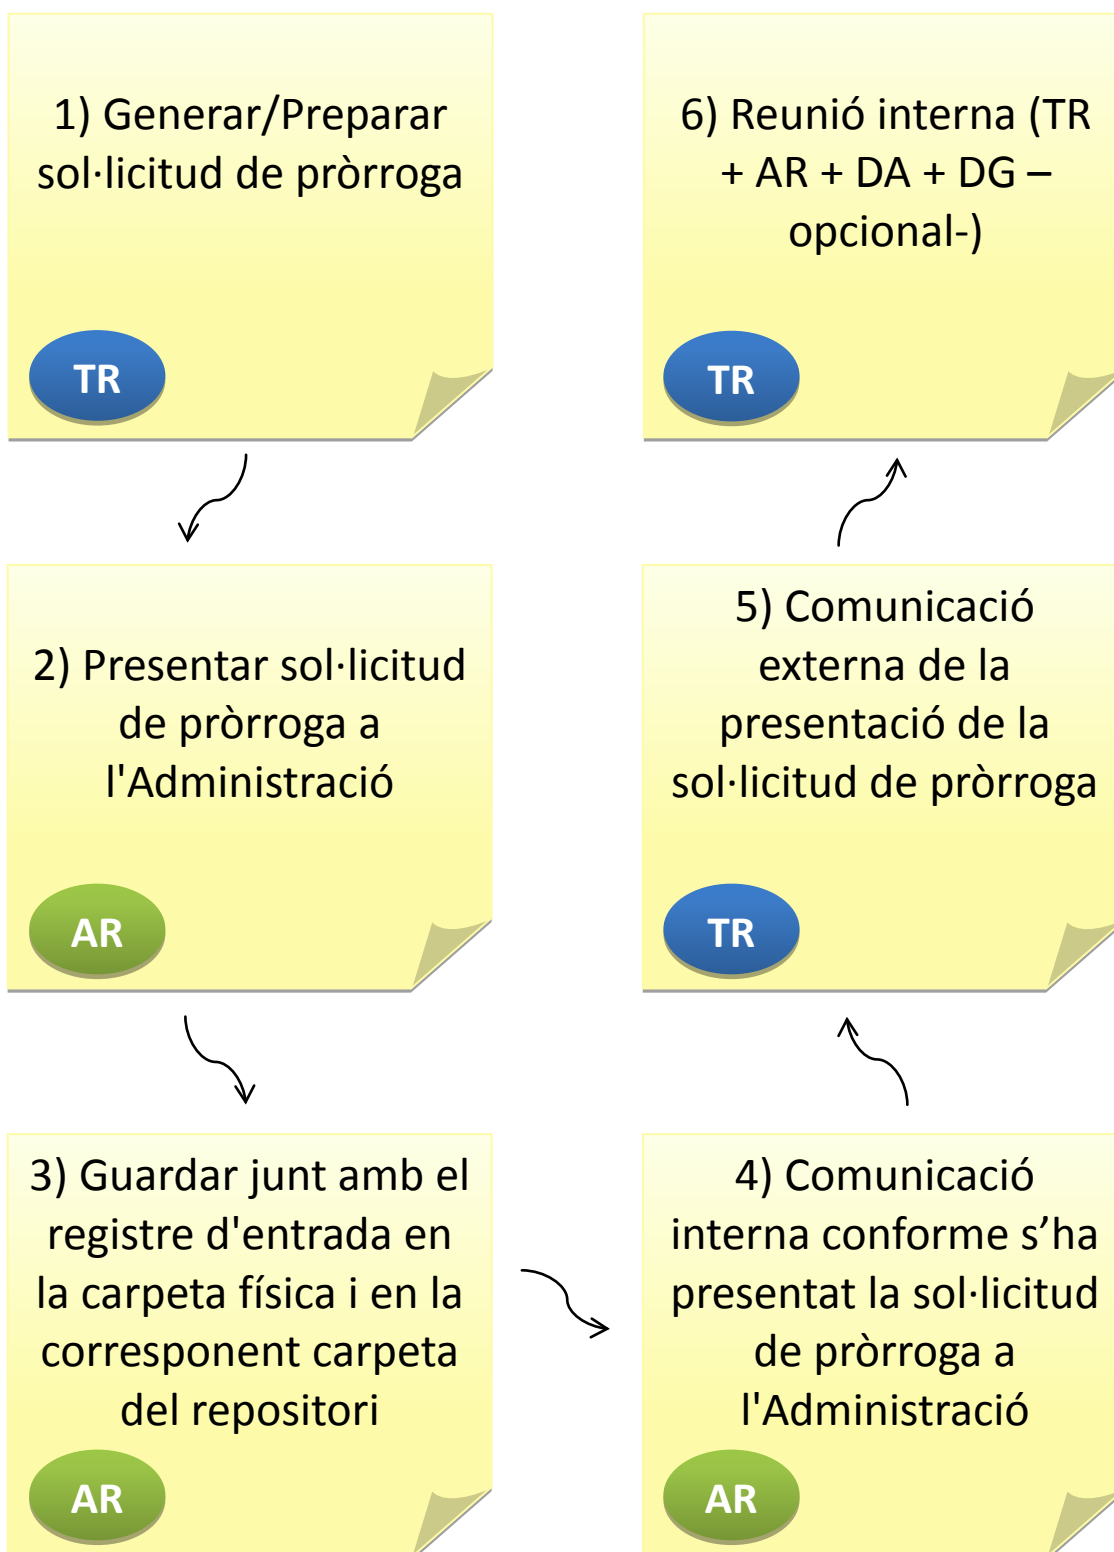 1) Generar/Preparar
sol·licitud de pròrroga
TR
2) Presentar sol·licitud
de pròrroga a
l'Administració
AR
3) Guardar junt amb el
registre d'entrada en
la carpeta física i en la
corresponent carpeta
del repositori
AR
4) Comunicació
interna conforme s’ha
presentat la sol·licitud
de pròrroga a
l'Administració
AR
5) Comunicació
externa de la
presentació de la
sol·licitud de pròrroga
TR
6) Reunió interna (TR
+ AR + DA + DG –
opcional-)
TR